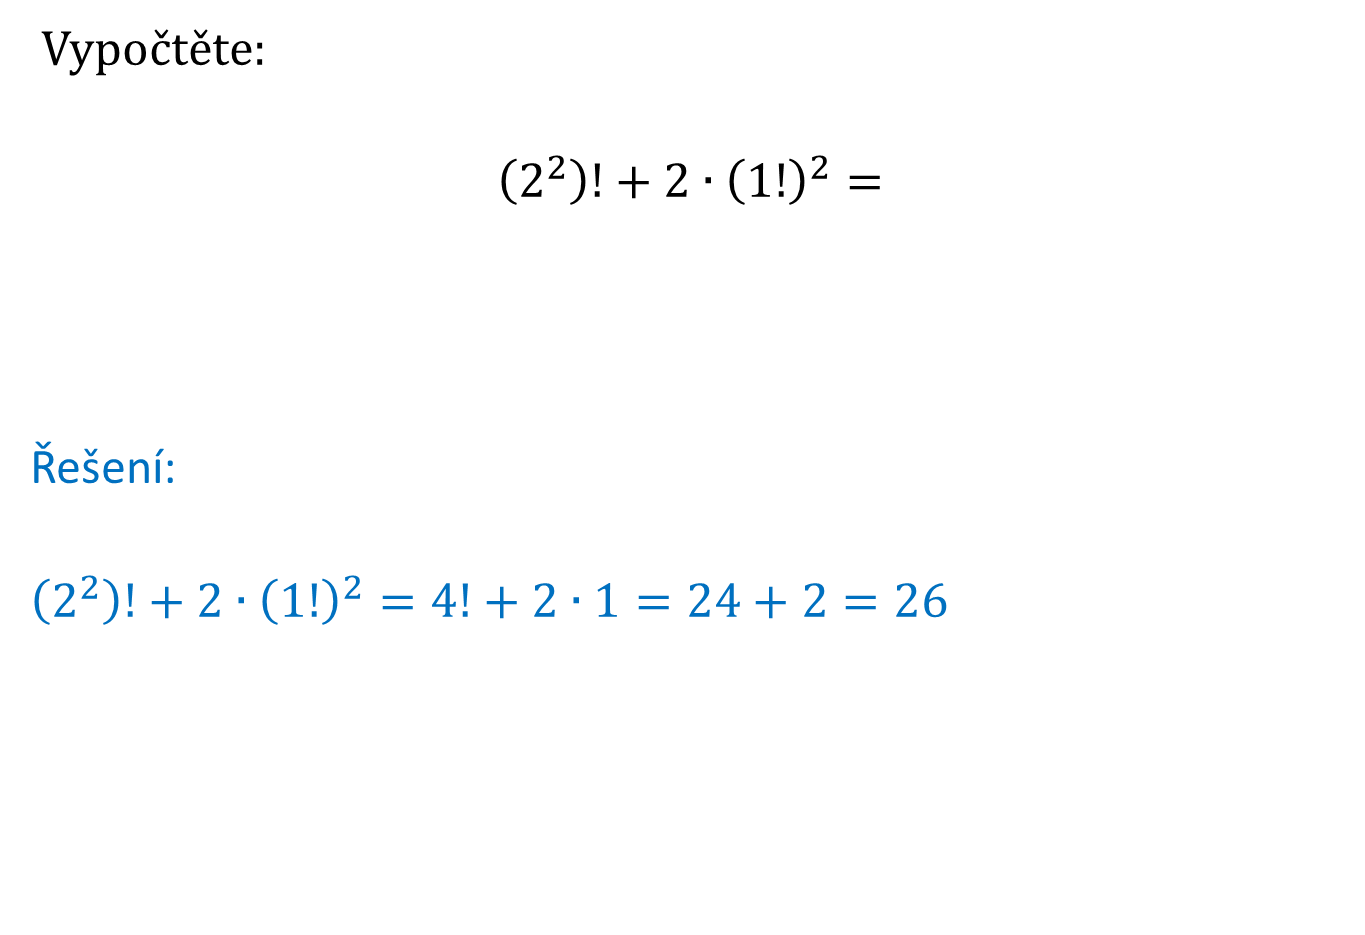 Vypočtěte:
(2²)! + 2 · (1!)² =
Řešení:
(2²)! + 2 · (1!)² = 4! + 2 · 1 = 24 + 2 = 26